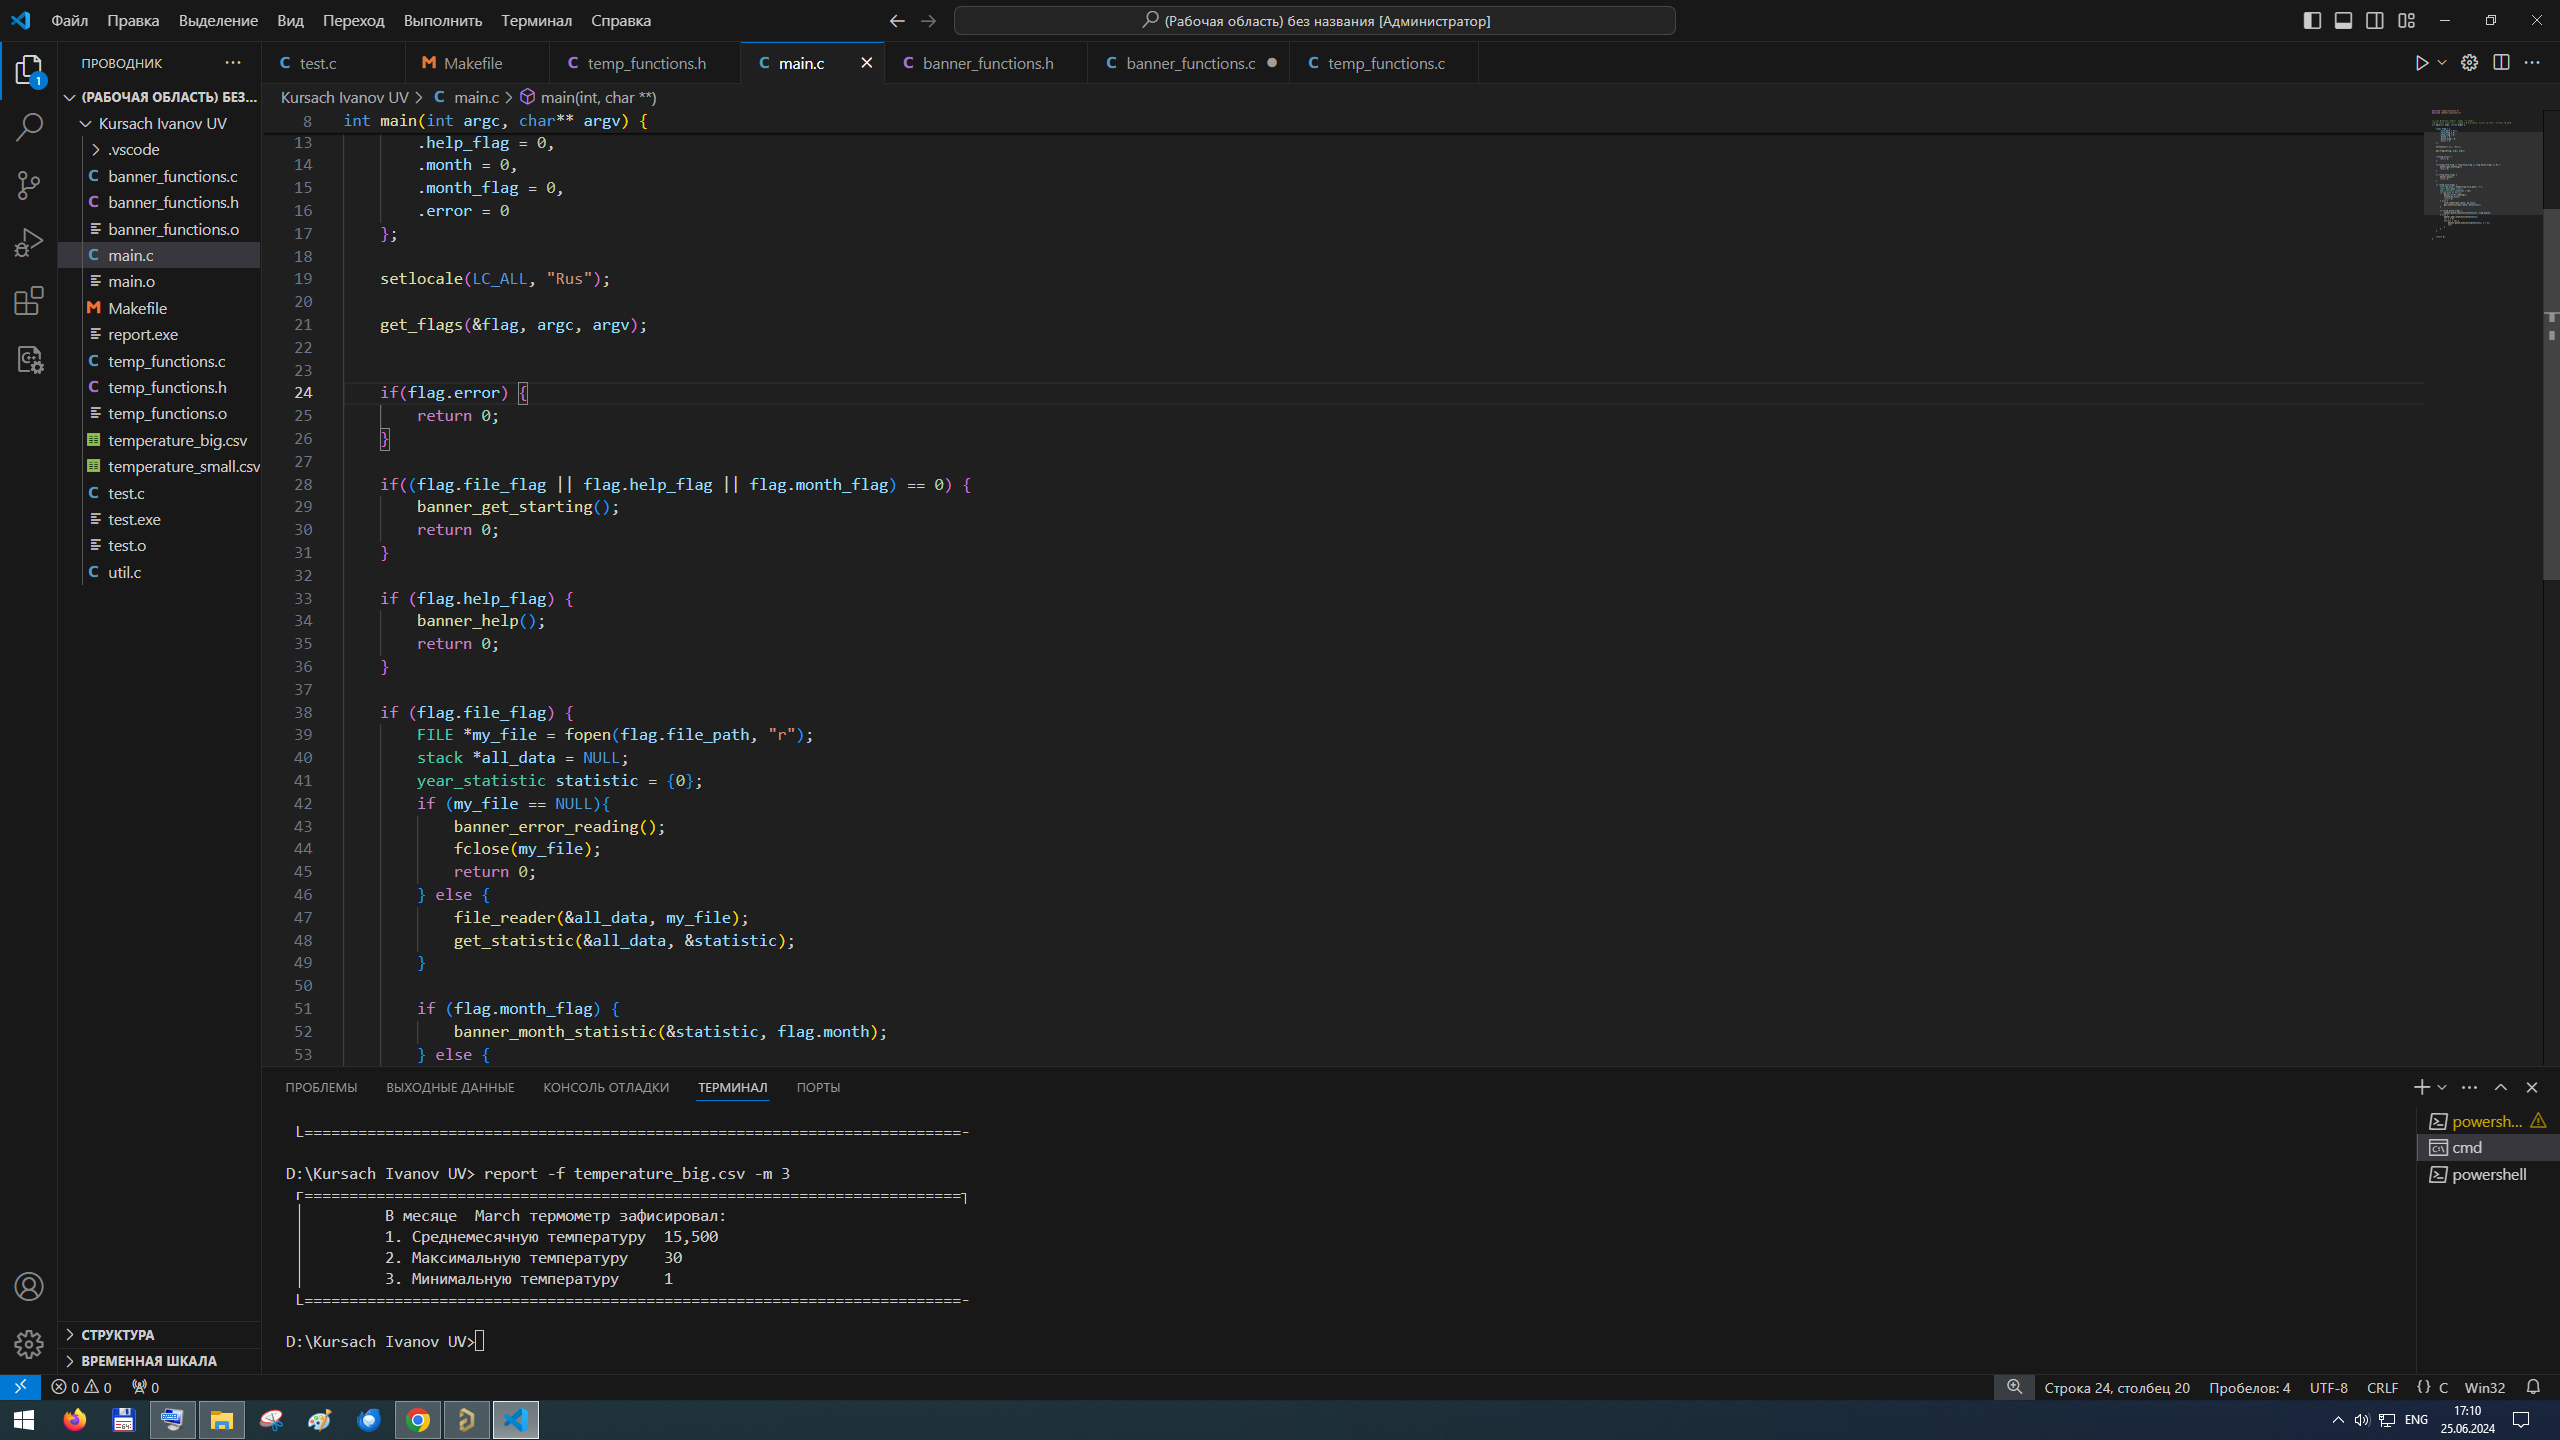 Файл Правка Выделение Вид Переход Выполнить Терминал Справка
(Рабочая область) без названия [Администратор]
ПРОВОДНИК
test.c Makefile temp_functions.h main.c banner_functions.h banner_functions.c temp_functions.c
(РАБОЧАЯ ОБЛАСТЬ) БЕЗ...
Kursach Ivanov UV
.vscode
banner_functions.c
banner_functions.h
banner_functions.o
main.c
main.o
Makefile
report.exe
temp_functions.c
temp_functions.h
temp_functions.o
temperature_big.csv
temperature_small.csv
test.c
test.exe
test.o
util.c
СТРУКТУРА
ВРЕМЕННАЯ ШКАЛА
Kursach Ivanov UV > C main.c > main(int, char **)
8 int main(int argc, char** argv) {
13 .help_flag = 0,
14 .month = 0,
15 .month_flag = 0,
16 .error = 0
17 };
18
19 setlocale(LC_ALL, "Rus");
20
21 get_flags(&flag, argc, argv);
22
23
24 if(flag.error) {
25 return 0;
26 }
27
28 if((flag.file_flag || flag.help_flag || flag.month_flag) == 0) {
29 banner_get_starting();
30 return 0;
31 }
32
33 if (flag.help_flag) {
34 banner_help();
35 return 0;
36 }
37
38 if (flag.file_flag) {
39 FILE *my_file = fopen(flag.file_path, "r");
40 stack *all_data = NULL;
41 year_statistic statistic = {0};
42 if (my_file == NULL){
43 banner_error_reading();
44 fclose(my_file);
45 return 0;
46 } else {
47 file_reader(&all_data, my_file);
48 get_statistic(&all_data, &statistic);
49 }
50
51 if (flag.month_flag) {
52 banner_month_statistic(&statistic, flag.month);
53 } else {
ПРОБЛЕМЫ ВЫХОДНЫЕ ДАННЫЕ КОНСОЛЬ ОТЛАДКИ ТЕРМИНАЛ ПОРТЫ
L=========================================================================-
D:\Kursach Ivanov UV> report -f temperature_big.csv -m 3
г=========================================================================┐
В месяце March термометр зафисировал:
1. Среднемесячную температуру 15,500
2. Максимальную температуру 30
3. Минимальную температуру 1
L=========================================================================-
D:\Kursach Ivanov UV>
powersh...
cmd
powershell
0 0 0
Строка 24, столбец 20 Пробелов: 4 UTF-8 CRLF {} C Win32
ENG
17:10
25.06.2024